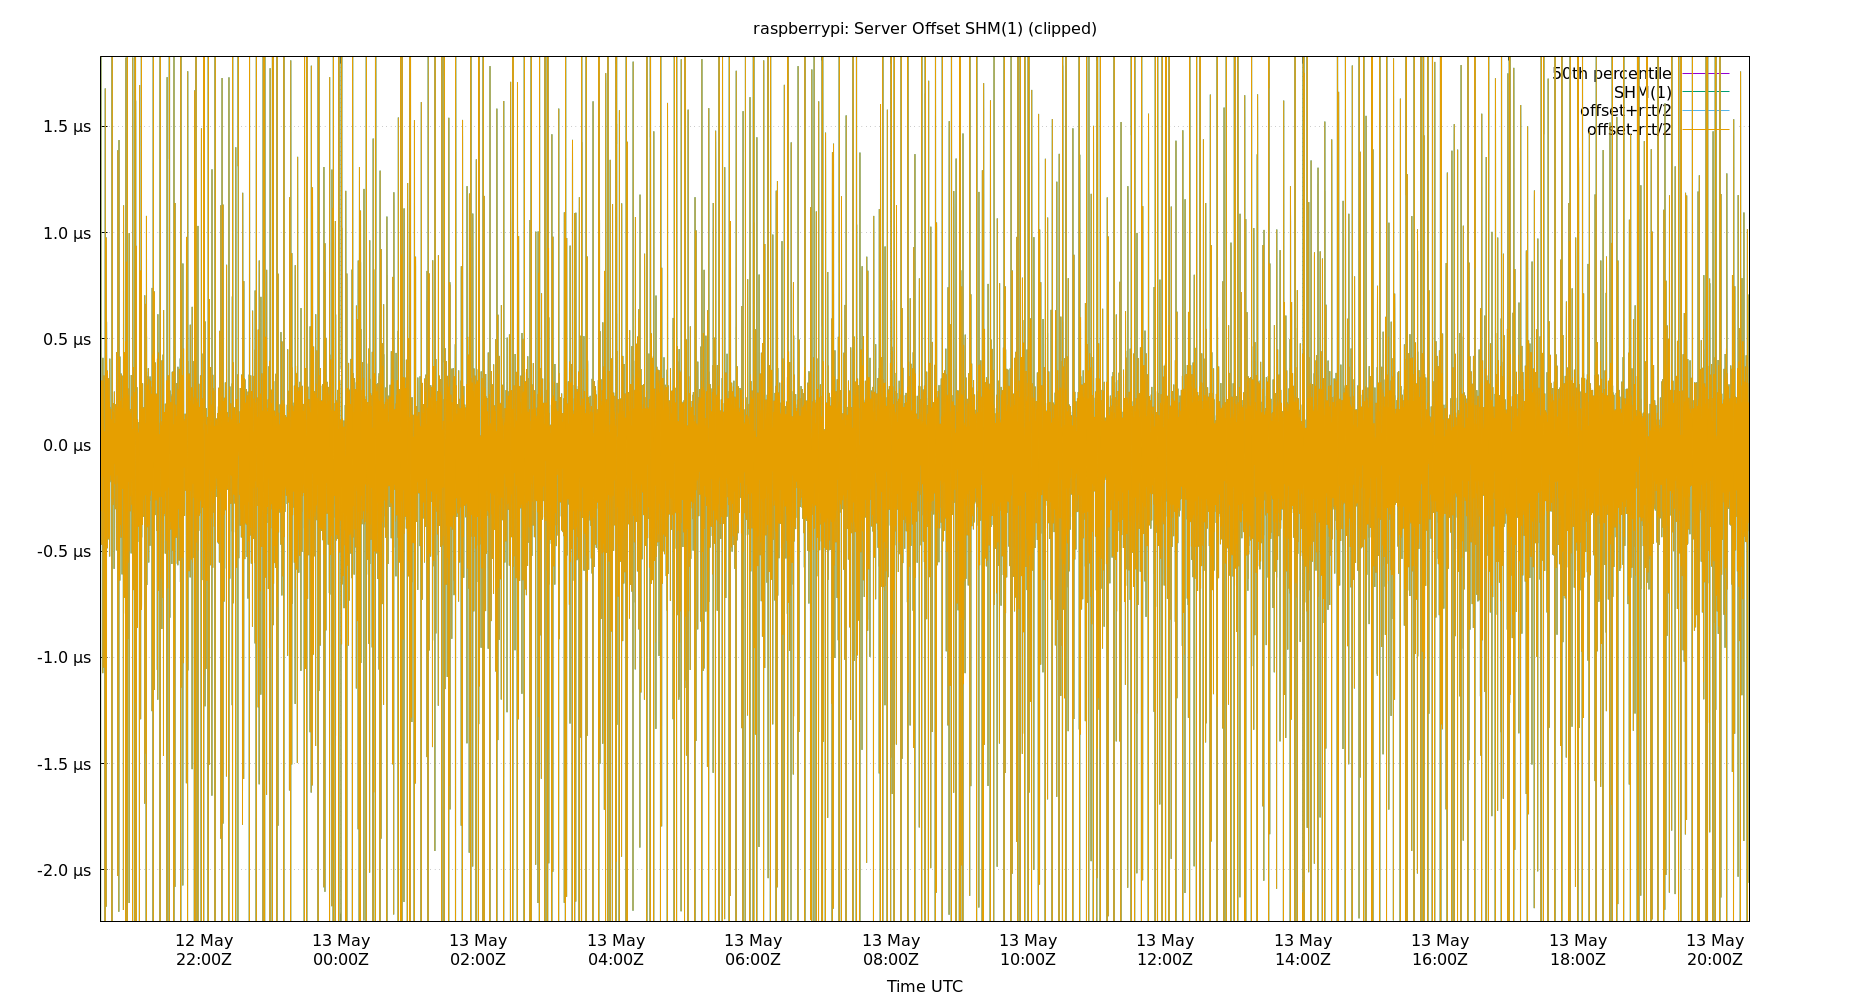 raspberrypi: Server Offset SHM(1) (clipped)
50th percentile
SHM(1)
offset+rtt/2
offset-rtt/2
1.5 µs
1.0 µs
0.5 µs
0.0 µs
-0.5 µs
-1.0 µs
-1.5 µs
-2.0 µs
12 May 13 May 13 May 13 May 13 May 13 May 13 May 13 May 13 May 13 May 13 May 13 May
22:00Z 00:00Z 02:00Z 04:00Z 06:00Z 08:00Z 10:00Z 12:00Z 14:00Z 16:00Z 18:00Z 20:00Z
Time UTC